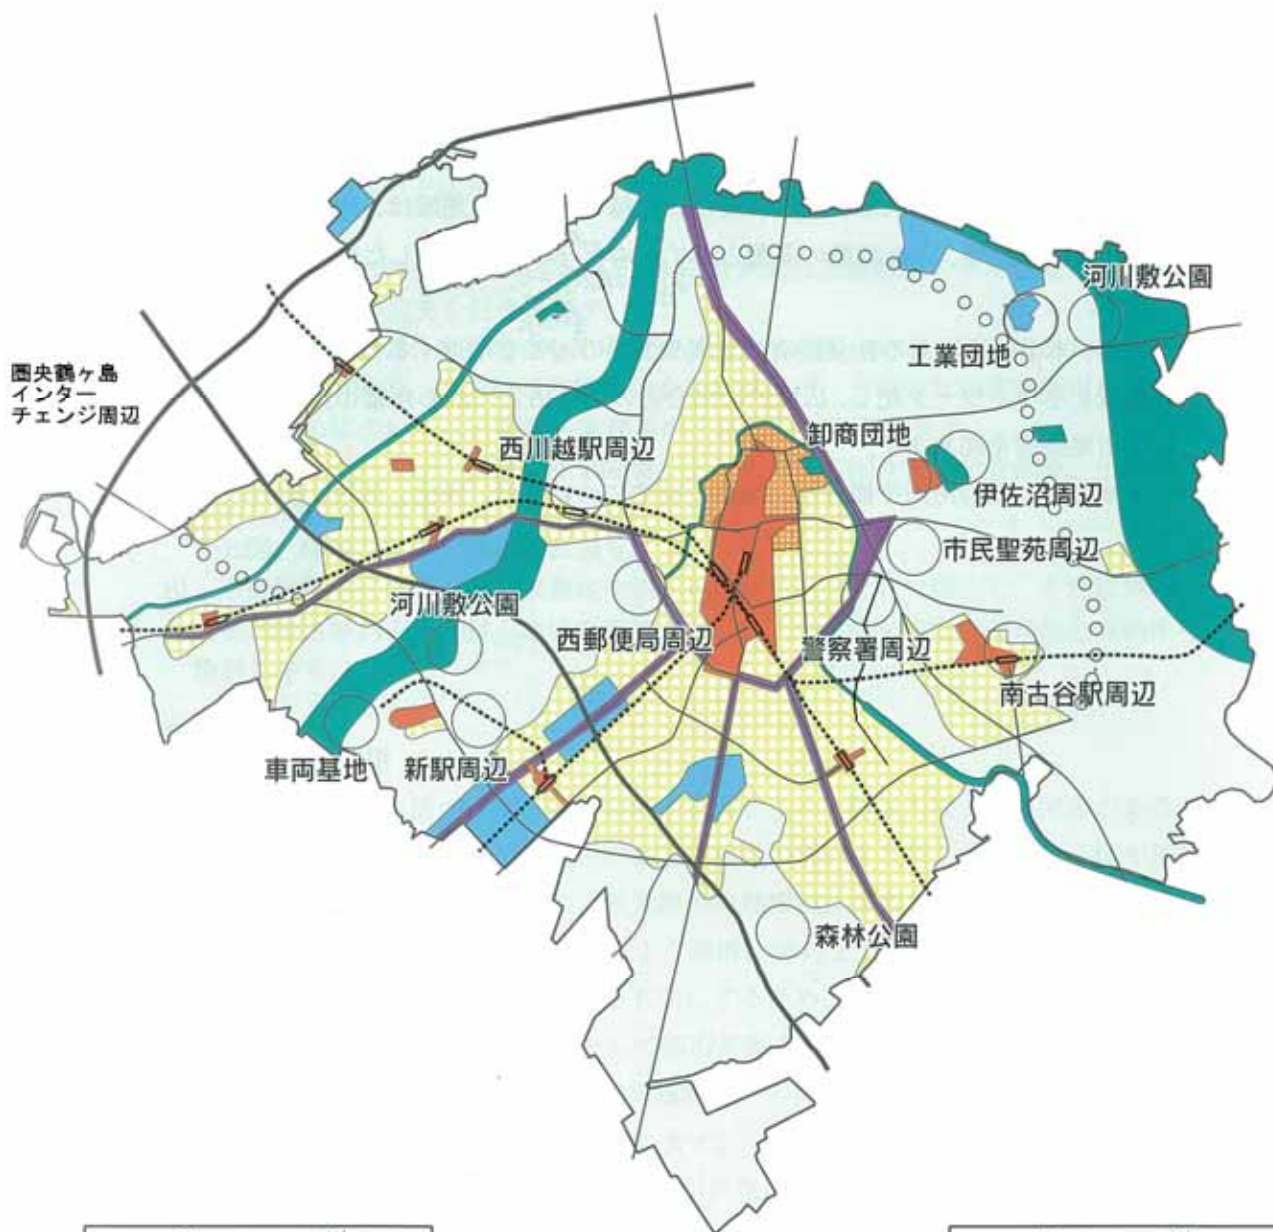 河川敷公園
工業団地
圏央鶴ヶ島
インター
チェンジ周辺
卸商団地
西川越駅周辺
伊佐沼周辺
市民聖苑周辺
河川敷公園
西郵便局周辺
警察署周辺
南古谷駅周辺
車両基地
新駅周辺
森林公園